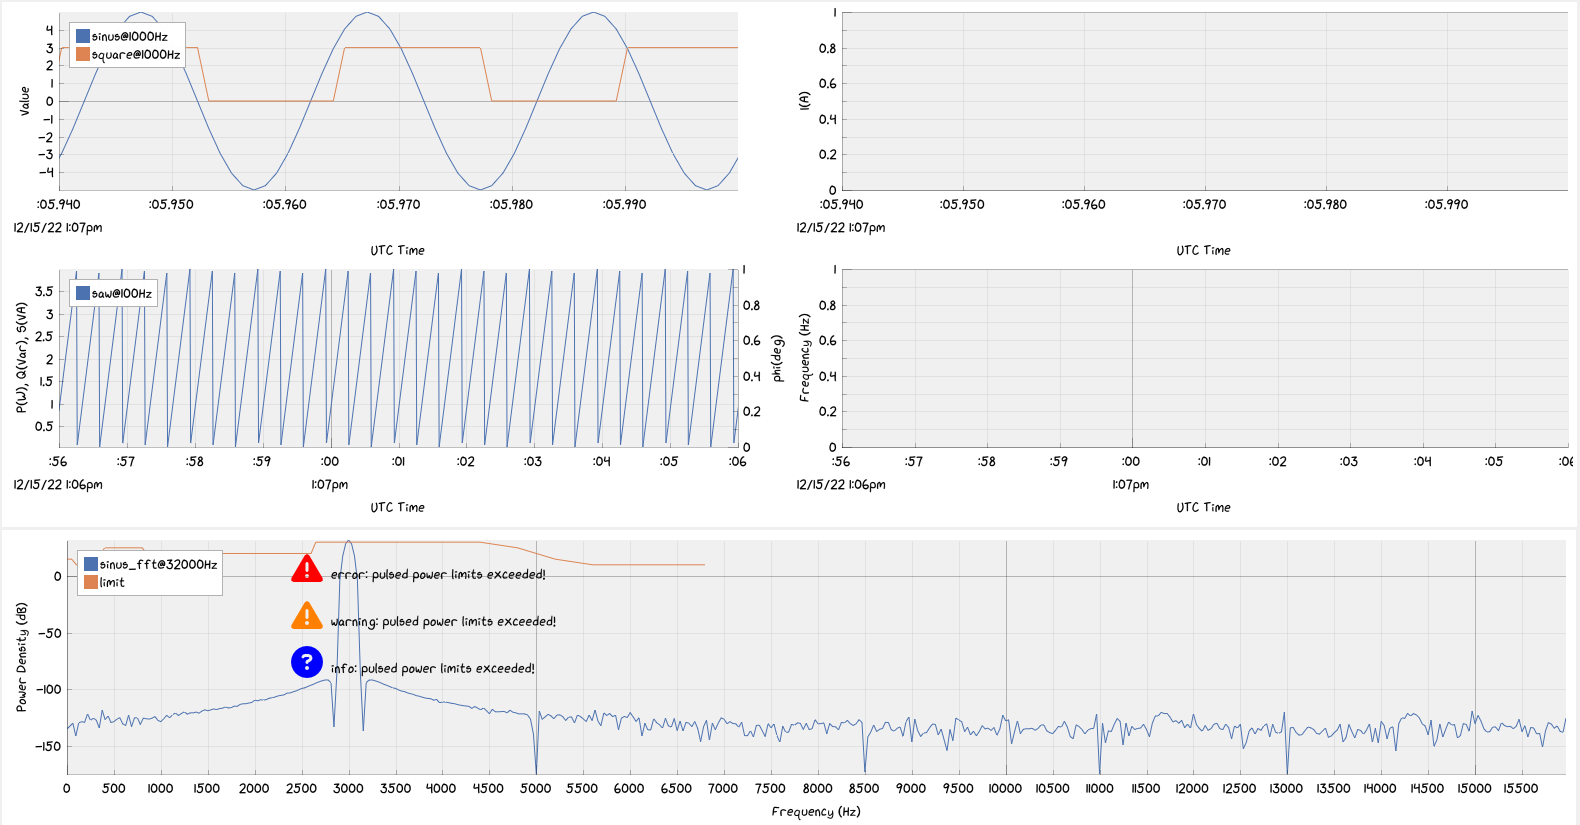 4
3
2
1
0
−1
−2
−3
−4
Value
sinus@1000Hz
square@1000Hz
:05.940 :05.950 :05.960 :05.970 :05.980 :05.990
12/15/22 1:07pm
UTC Time
1
0.8
0.6
0.4
0.2
0
I(A)
:05.940 :05.950 :05.960 :05.970 :05.980 :05.990
12/15/22 1:07pm
UTC Time
3.5
3
2.5
2
1.5
1
0.5
P(W), Q(Var), S(VA)
saw@100Hz
1
0.8
0.6
0.4
0.2
0
phi(deg)
:56 :57 :58 :59 :00 :01 :02 :03 :04 :05 :06
12/15/22 1:06pm 1:07pm
UTC Time
1
0.8
0.6
0.4
0.2
0
Frequency (Hz)
:56 :57 :58 :59 :00 :01 :02 :03 :04 :05
12/15/22 1:06pm 1:07pm
UTC Time
sinus_fft@32000Hz
limit
error: pulsed power limits exceeded!
warning: pulsed power limits exceeded!
info: pulsed power limits exceeded!
0
−50
−100
−150
Power Density (dB)
0 500 1000 1500 2000 2500 3000 3500 4000 4500 5000 5500 6000 6500 7000 7500 8000 8500 9000 9500 10000 10500 11000 11500 12000 12500 13000 13500 14000 14500 15000 15500
Frequency (Hz)